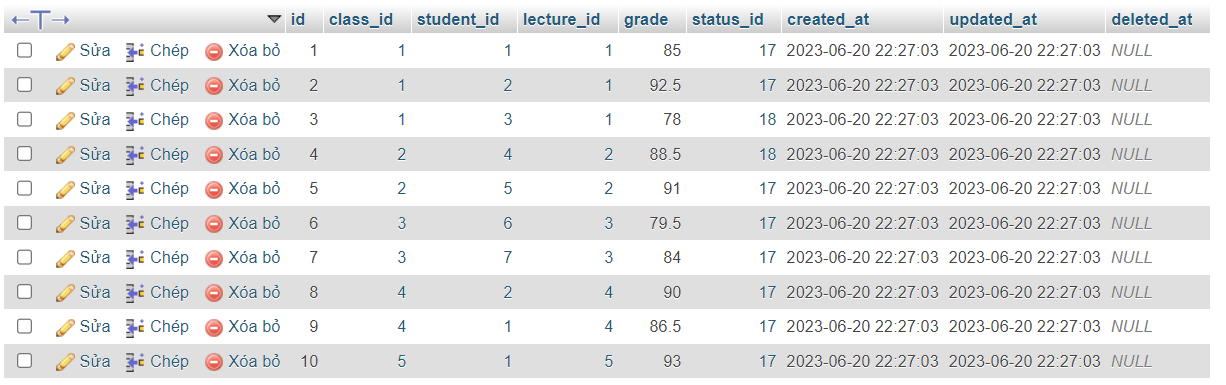 id class_id student_id lecture_id grade status_id created_at updated_at deleted_at
Sửa Chép Xóa bỏ 1 1 1 1 85 17 2023-06-20 22:27:03 2023-06-20 22:27:03 NULL
Sửa Chép Xóa bỏ 2 1 2 1 92.5 17 2023-06-20 22:27:03 2023-06-20 22:27:03 NULL
Sửa Chép Xóa bỏ 3 1 3 1 78 18 2023-06-20 22:27:03 2023-06-20 22:27:03 NULL
Sửa Chép Xóa bỏ 4 2 4 2 88.5 18 2023-06-20 22:27:03 2023-06-20 22:27:03 NULL
Sửa Chép Xóa bỏ 5 2 5 2 91 17 2023-06-20 22:27:03 2023-06-20 22:27:03 NULL
Sửa Chép Xóa bỏ 6 3 6 3 79.5 17 2023-06-20 22:27:03 2023-06-20 22:27:03 NULL
Sửa Chép Xóa bỏ 7 3 7 3 84 17 2023-06-20 22:27:03 2023-06-20 22:27:03 NULL
Sửa Chép Xóa bỏ 8 4 2 4 90 17 2023-06-20 22:27:03 2023-06-20 22:27:03 NULL
Sửa Chép Xóa bỏ 9 4 1 4 86.5 17 2023-06-20 22:27:03 2023-06-20 22:27:03 NULL
Sửa Chép Xóa bỏ 10 5 1 5 93 17 2023-06-20 22:27:03 2023-06-20 22:27:03 NULL